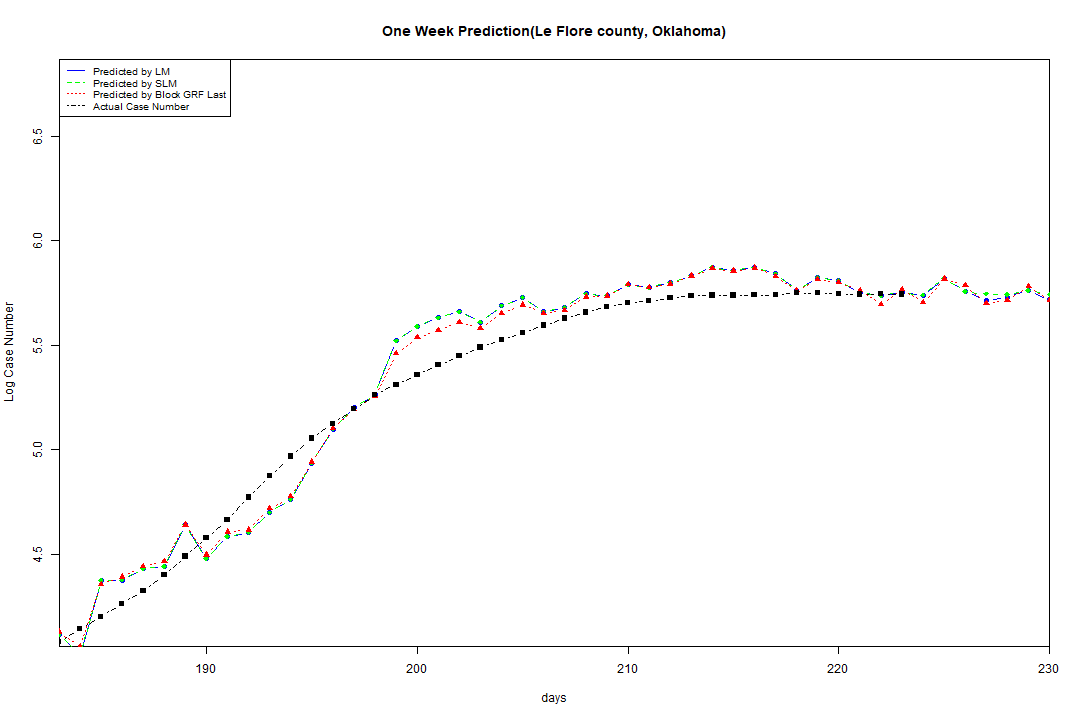 One Week Prediction(Le Flore county, Oklahoma)
Predicted by LM
Predicted by SLM
Predicted by Block GRF Last
Actual Case Number
6.5
6.0
5.5
5.0
4.5
Log Case Number
190
200
210
220
230
days